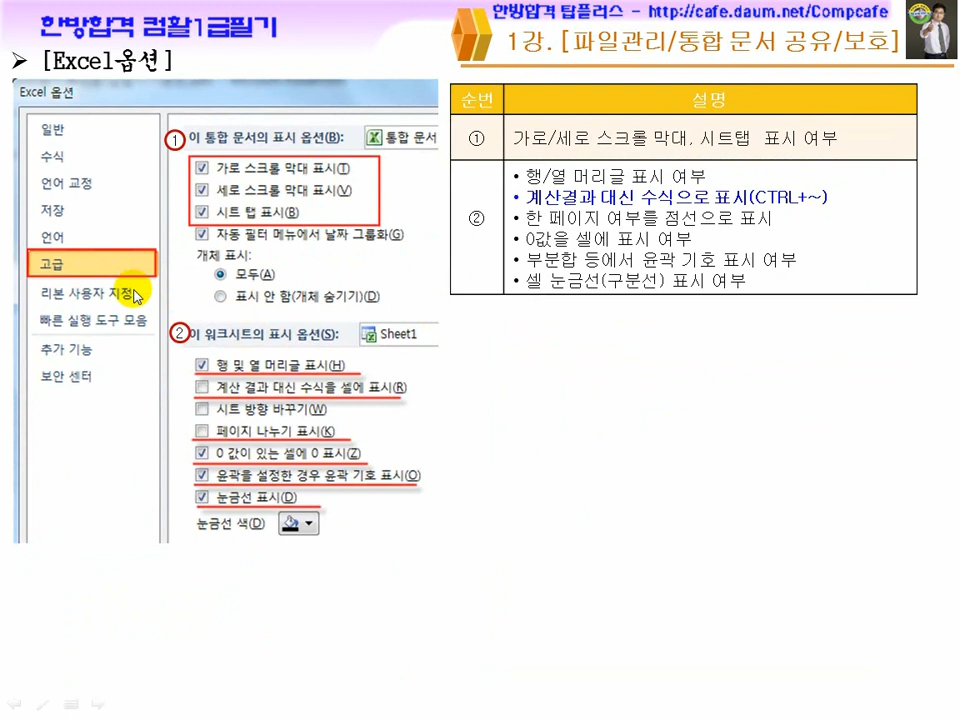 한방합격 컴활1급필기
한방합격 탑플러스 - http://cafe.daum.net/Compcafe
1강. [파일관리/통합 문서 공유/보호]
➢ [Excel옵션]
Excel 옵션
일반
수식
언어 교정
저장
언어
고급
리본 사용자 지정
빠른 실행 도구 모음
추가 기능
보안 센터
① 이 통합 문서의 표시 옵션(B): 통합 문서
가로 스크롤 막대 표시(T)
세로 스크롤 막대 표시(V)
시트 탭 표시(B)
자동 필터 메뉴에서 날짜 그룹화(G)
개체 표시:
모두(A)
표시 안 함(개체 숨기기)(D)
② 이 워크시트의 표시 옵션(S): Sheet1
행 및 열 머리글 표시(H)
계산 결과 대신 수식을 셀에 표시(R)
시트 방향 바꾸기(W)
페이지 나누기 표시(K)
0 값이 있는 셀에 0 표시(Z)
윤곽을 설정한 경우 윤곽 기호 표시(O)
눈금선 표시(D)
눈금선 색(D)
순번 설명
① 가로/세로 스크롤 막대, 시트탭 표시 여부
② • 행/열 머리글 표시 여부
• 계산결과 대신 수식으로 표시(CTRL+~)
• 한 페이지 여부를 점선으로 표시
• 0값을 셀에 표시 여부
• 부분합 등에서 윤곽 기호 표시 여부
• 셀 눈금선(구분선) 표시 여부